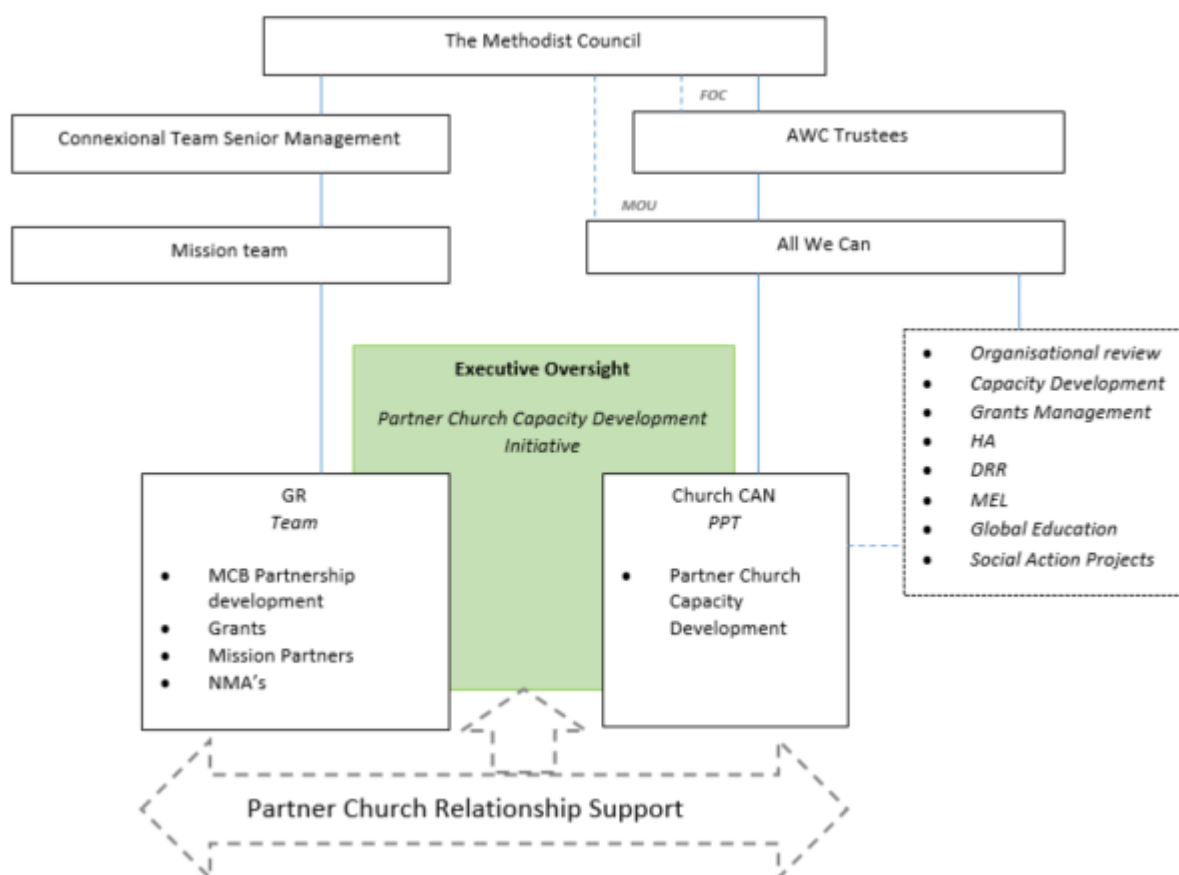 The Methodist Council
FOC
Connexional Team Senior Management
AWC Trustees
MOU
Mission team
All We Can
Executive Oversight
Partner Church Capacity Development
Initiative
● Organisational review
● Capacity Development
● Grants Management
● HA
● DRR
● MEL
● Global Education
● Social Action Projects
GR
Team
● MCB Partnership
development
● Grants
● Mission Partners
● NMA's
Church CAN
PPT
● Partner Church
Capacity
Development
Partner Church Relationship Support